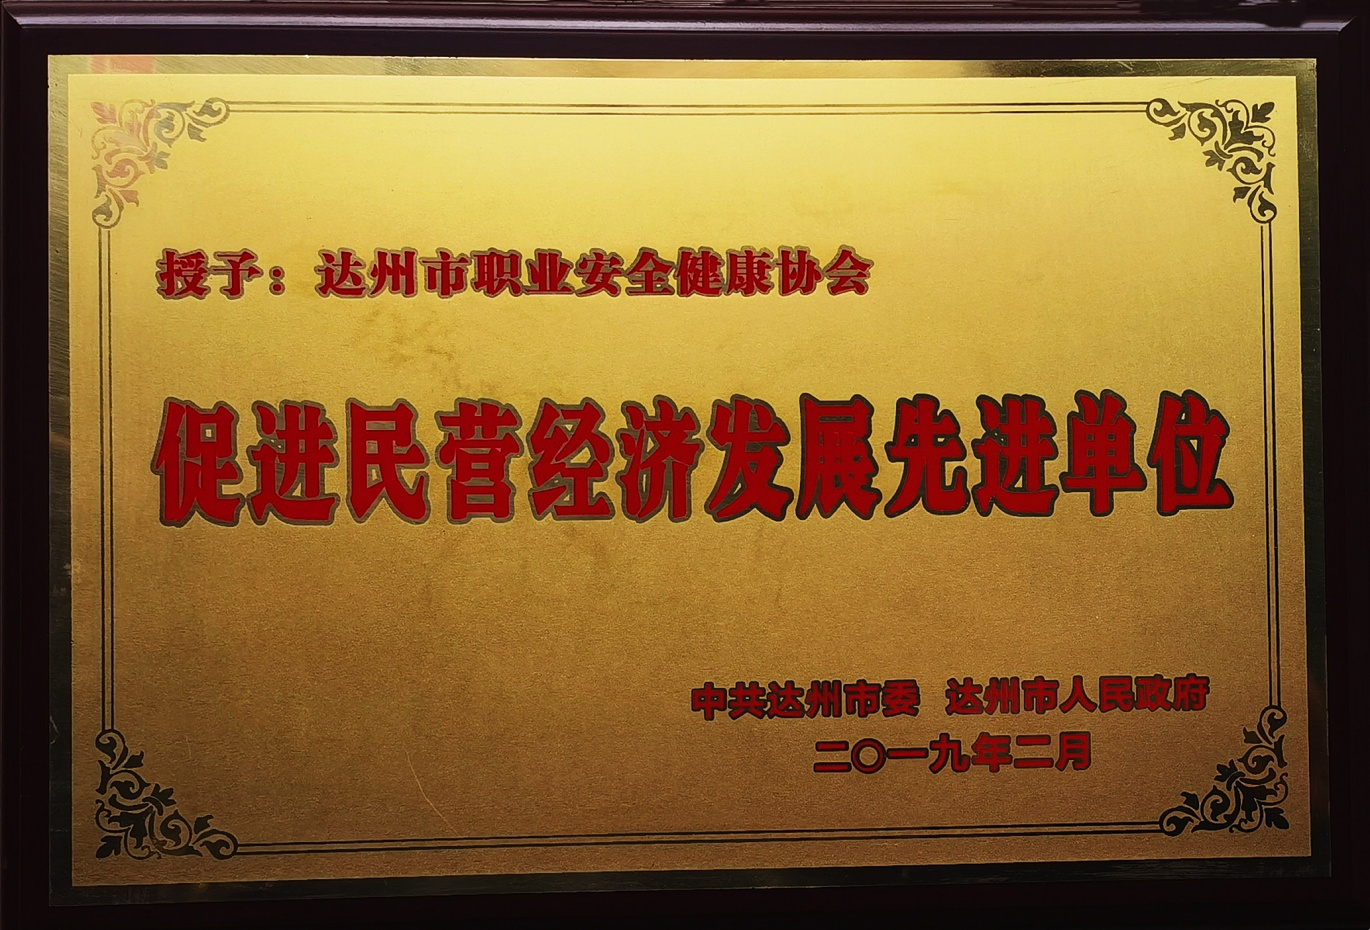 授予：达州市职业安全健康协会
促进民营经济发展先进单位
中共达州市委 达州市人民政府
二〇一九年二月